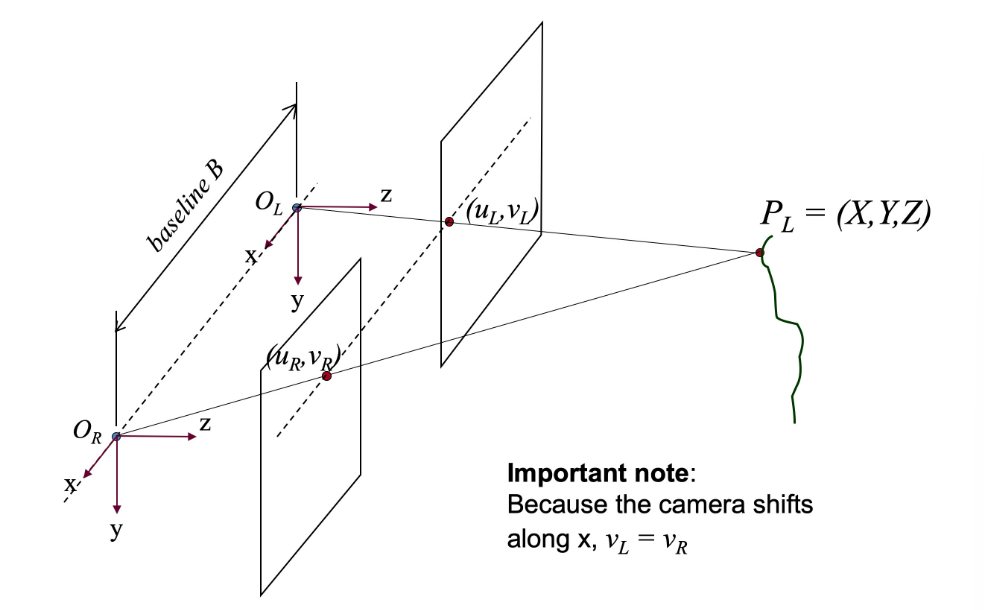 baseline B
O_L
z
x
y
(u_L,v_L)
P_L = (X,Y,Z)
(u_R,v_R)
O_R
z
x
y
Important note:
Because the camera shifts
along x, v_L = v_R